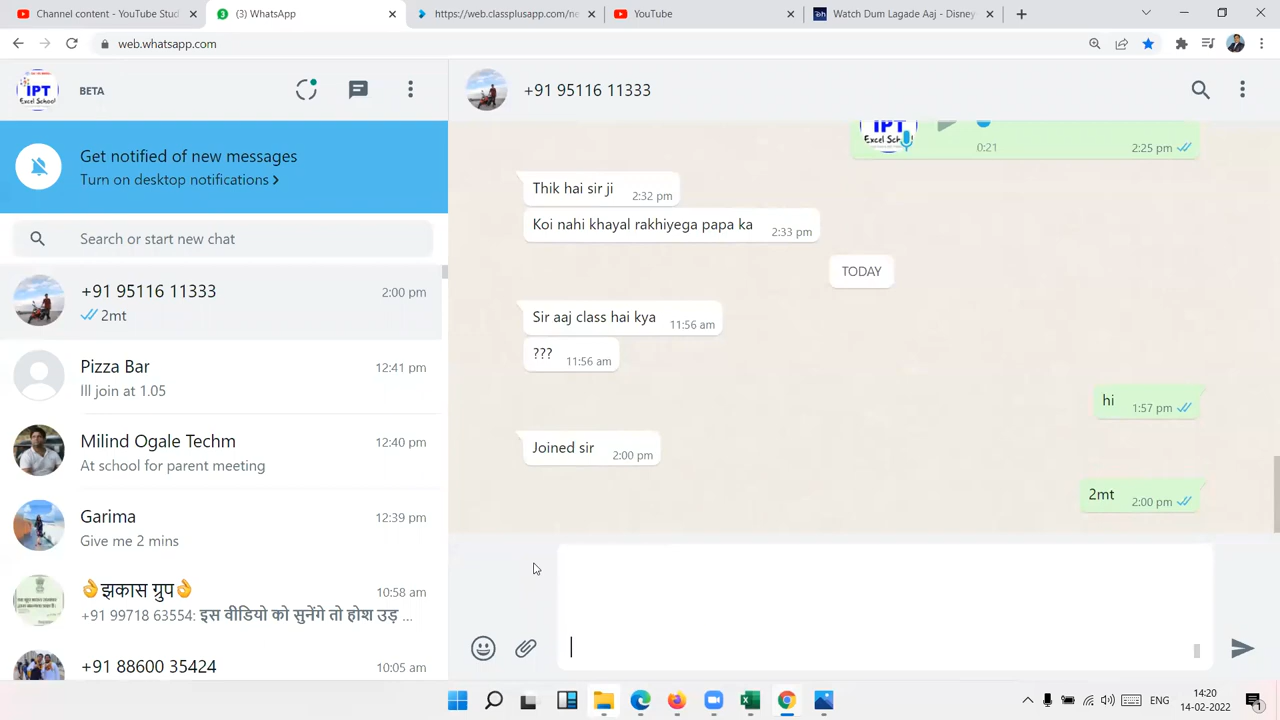 Channel content - YouTube Stud
(3) WhatsApp
https://web.classplusapp.com/ne
YouTube
Watch Dum Lagade Aaj - Disney
web.whatsapp.com
IPT
Excel School
BETA
+91 95116 11333
Get notified of new messages
Turn on desktop notifications >
Search or start new chat
+91 95116 11333
2:00 pm
2mt
Pizza Bar
12:41 pm
Ill join at 1.05
Milind Ogale Techm
12:40 pm
At school for parent meeting
Garima
12:39 pm
Give me 2 mins
👌झकास ग्रुप👌
10:58 am
+91 99718 63554: इस वीडियो को सुनेंगे तो होश उड़ ...
+91 88600 35424
10:05 am
IPT
0:21
2:25 pm
Thik hai sir ji
2:32 pm
Koi nahi khayal rakhiyega papa ka
2:33 pm
TODAY
Sir aaj class hai kya
11:56 am
???
11:56 am
hi
1:57 pm
Joined sir
2:00 pm
2mt
2:00 pm
ENG
14:20
14-02-2022
1